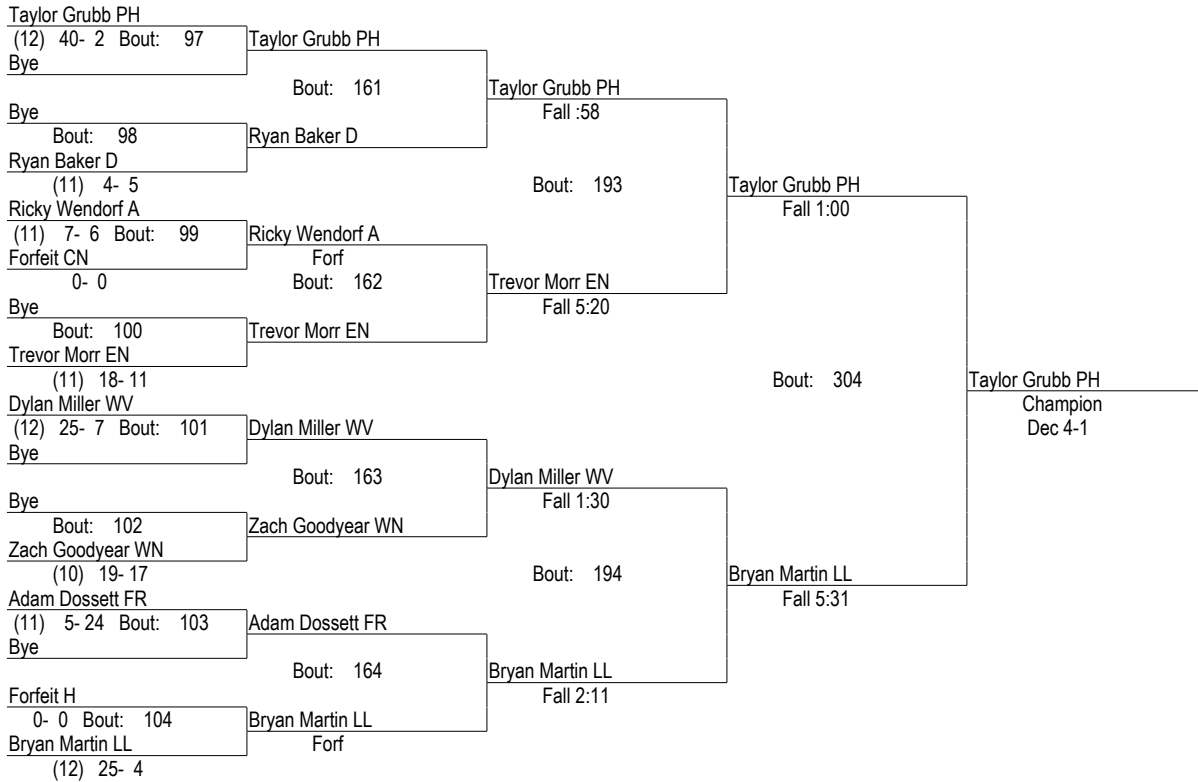 Taylor Grubb PH
(12) 40- 2 Bout: 97 Taylor Grubb PH
Bye
Bout: 161 Taylor Grubb PH
Bye Fall :58
Bout: 98 Ryan Baker D
Ryan Baker D
(11) 4- 5 Bout: 193 Taylor Grubb PH
Ricky Wendorf A Fall 1:00
(11) 7- 6 Bout: 99 Ricky Wendorf A
Forfeit CN Forf
0- 0 Bout: 162 Trevor Morr EN
Bye Fall 5:20
Bout: 100 Trevor Morr EN
Trevor Morr EN
(11) 18- 11 Bout: 304 Taylor Grubb PH
Dylan Miller WV Champion
(12) 25- 7 Bout: 101 Dylan Miller WV Dec 4-1
Bye
Bout: 163 Dylan Miller WV
Bye Fall 1:30
Bout: 102 Zach Goodyear WN
Zach Goodyear WN
(10) 19- 17 Bout: 194 Bryan Martin LL
Adam Dossett FR Fall 5:31
(11) 5- 24 Bout: 103 Adam Dossett FR
Bye
Bout: 164 Bryan Martin LL
Forfeit H Fall 2:11
0- 0 Bout: 104 Bryan Martin LL
Bryan Martin LL Forf
(12) 25- 4